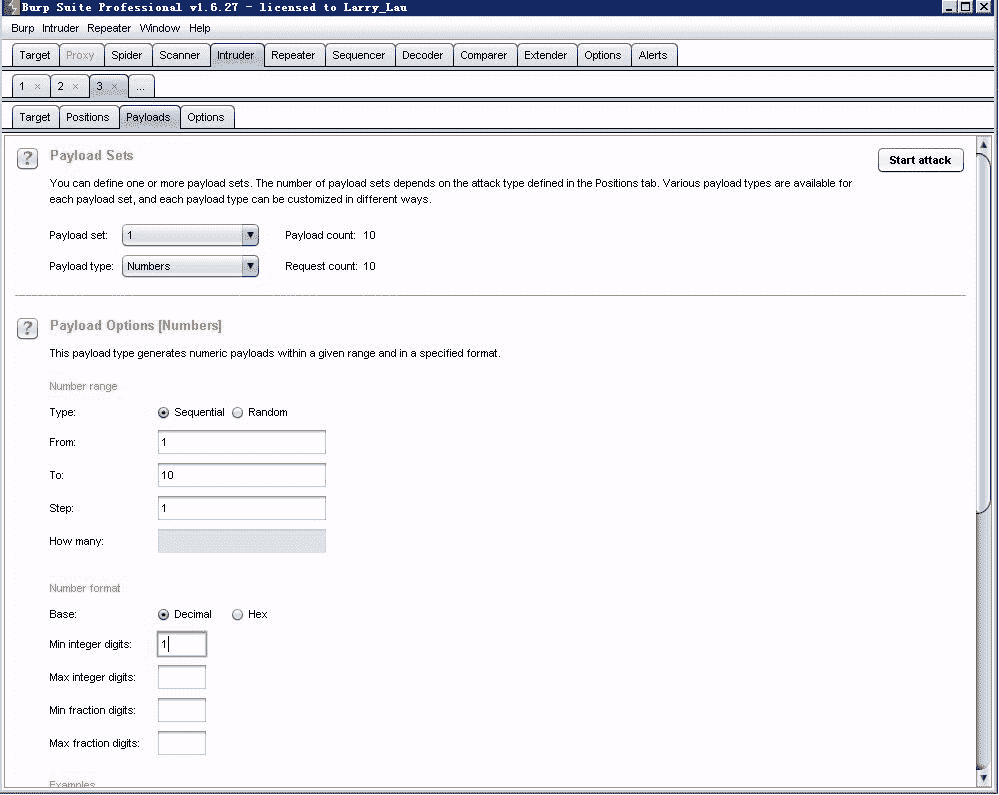 Burp Suite Professional v1.6.27 - licensed to Larry_Lau
Burp Intruder Repeater Window Help
Target Proxy Spider Scanner Intruder Repeater Sequencer Decoder Comparer Extender Options Alerts
1 × 2 × 3 × ...
Target Positions Payloads Options
? Payload Sets Start attack
You can define one or more payload sets. The number of payload sets depends on the attack type defined in the Positions tab. Various payload types are available for
each payload set, and each payload type can be customized in different ways.
Payload set: 1 Payload count: 10
Payload type: Numbers Request count: 10
? Payload Options [Numbers]
This payload type generates numeric payloads within a given range and in a specified format.
Number range
Type: Sequential Random
From: 1
To: 10
Step: 1
How many:
Number format
Base: Decimal Hex
Min integer digits: 1
Max integer digits:
Min fraction digits:
Max fraction digits:
Examples